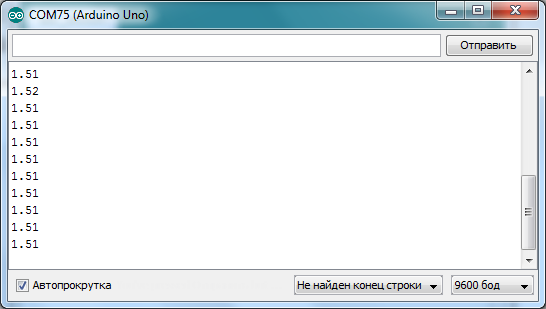 COM75 (Arduino Uno)
Отправить
1.51
1.52
1.51
1.51
1.51
1.51
1.51
1.51
1.51
1.51
1.51
Автопрокрутка
Не найден конец строки
9600 бод